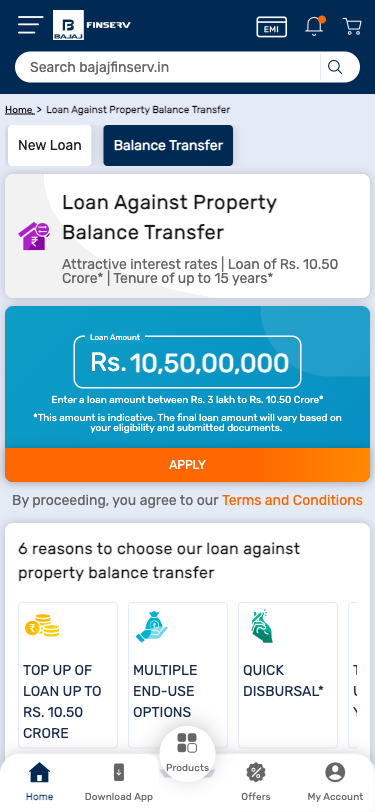 BAJAJ
FINSERV
EMI
Search bajajfinserv.in
Home > Loan Against Property Balance Transfer
New Loan
Balance Transfer
Loan Against Property
Balance Transfer
Attractive interest rates | Loan of Rs. 10.50
Crore* | Tenure of up to 15 years*
Loan Amount
Rs. 10,50,00,000
Enter a loan amount between Rs. 3 lakh to Rs. 10.50 Crore*
*This amount is indicative. The final loan amount will vary based on
your eligibility and submitted documents.
APPLY
By proceeding, you agree to our Terms and Conditions
6 reasons to choose our loan against
property balance transfer
TOP UP OF
LOAN UP TO
RS. 10.50
CRORE
MULTIPLE
END-USE
OPTIONS
QUICK
DISBURSAL*
Home
Download App
Products
Offers
My Account